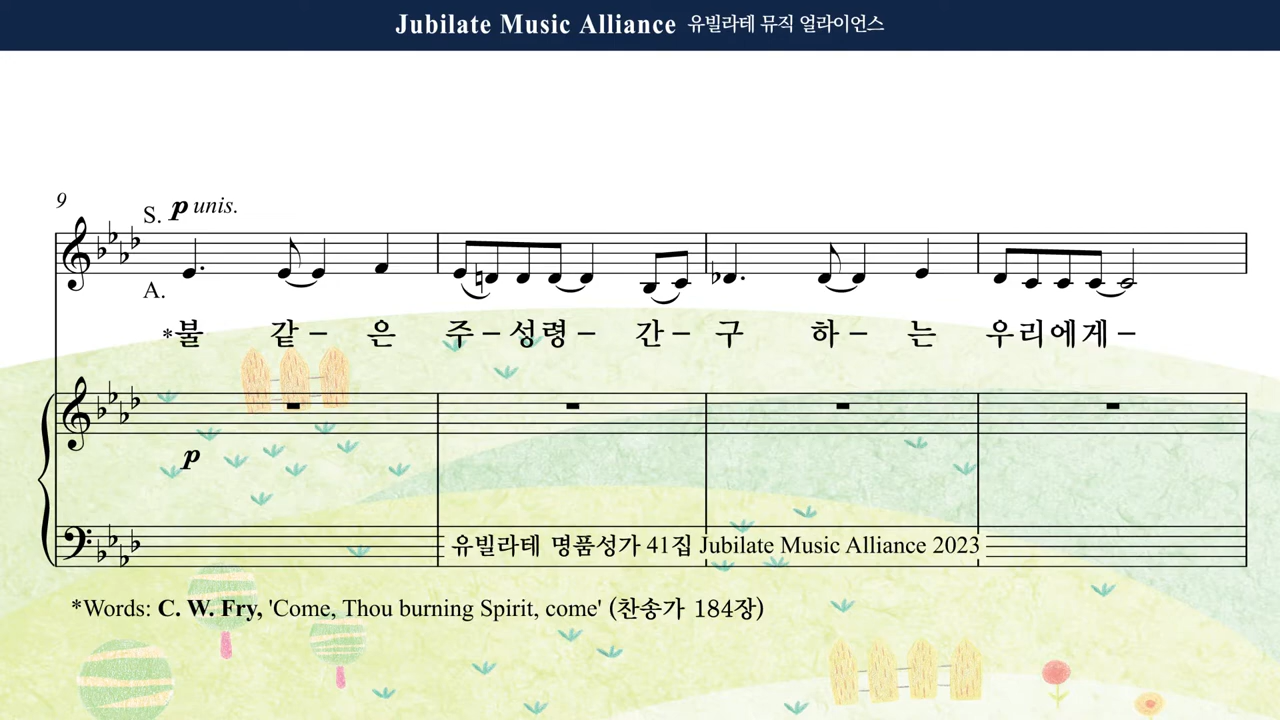 Jubilate Music Alliance 유빌라테 뮤직 얼라이언스
9
S. p unis.
A.
*불 같 – 은 주 – 성령 – 간 – 구 하 – 는 우리에게 –
p
유빌라테 명품성가 41집 Jubilate Music Alliance 2023
*Words: C. W. Fry, 'Come, Thou burning Spirit, come' (찬송가 184장)